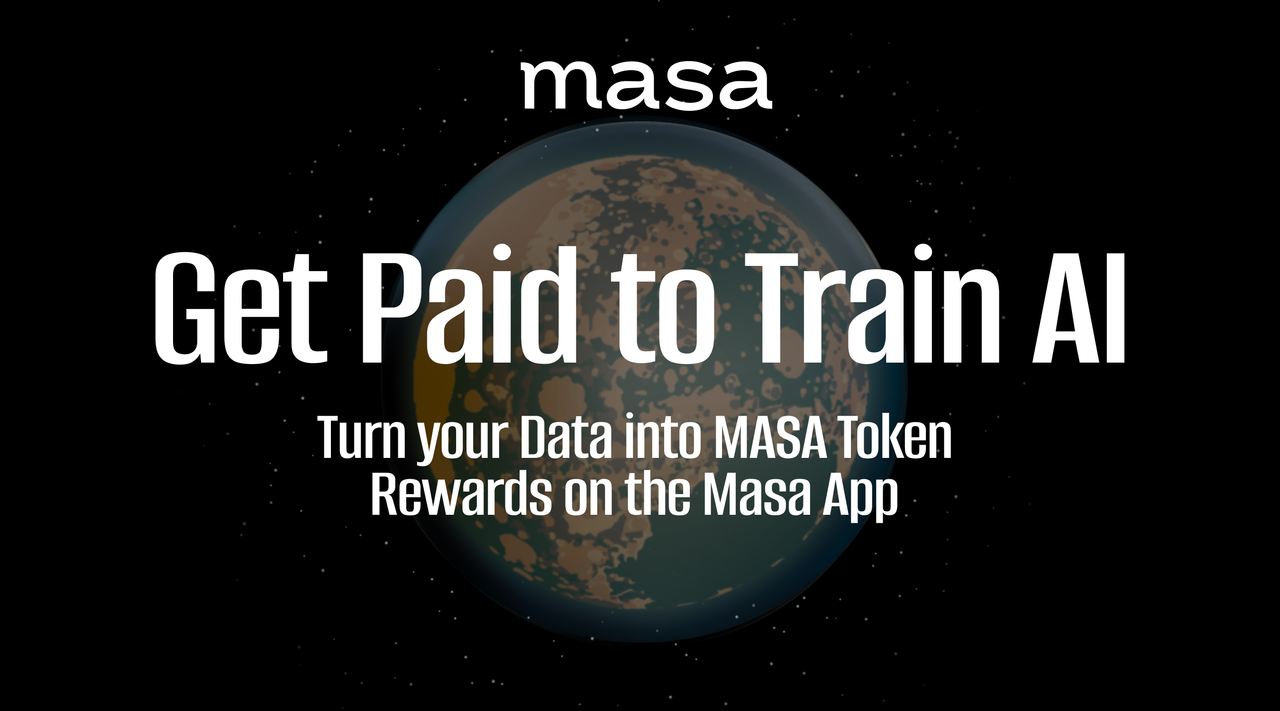 masa
Get Paid to Train AI
Turn your Data into MASA Token
Rewards on the Masa App